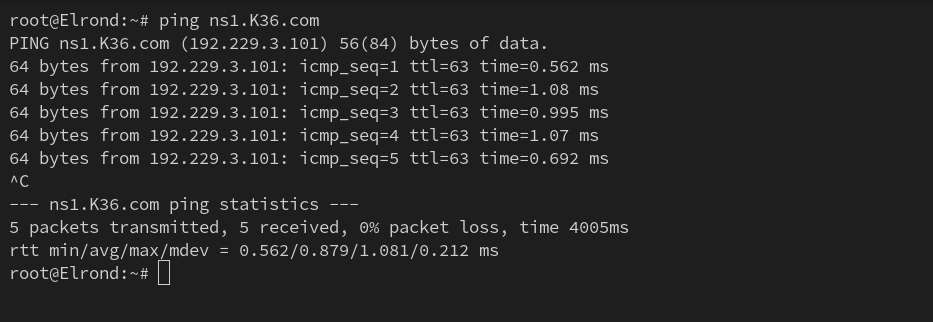 root@Elrond:~# ping ns1.K36.com
PING ns1.K36.com (192.229.3.101) 56(84) bytes of data.
64 bytes from 192.229.3.101: icmp_seq=1 ttl=63 time=0.562 ms
64 bytes from 192.229.3.101: icmp_seq=2 ttl=63 time=1.08 ms
64 bytes from 192.229.3.101: icmp_seq=3 ttl=63 time=0.995 ms
64 bytes from 192.229.3.101: icmp_seq=4 ttl=63 time=1.07 ms
64 bytes from 192.229.3.101: icmp_seq=5 ttl=63 time=0.692 ms
^C
--- ns1.K36.com ping statistics ---
5 packets transmitted, 5 received, 0% packet loss, time 4005ms
rtt min/avg/max/mdev = 0.562/0.879/1.081/0.212 ms
root@Elrond:~#